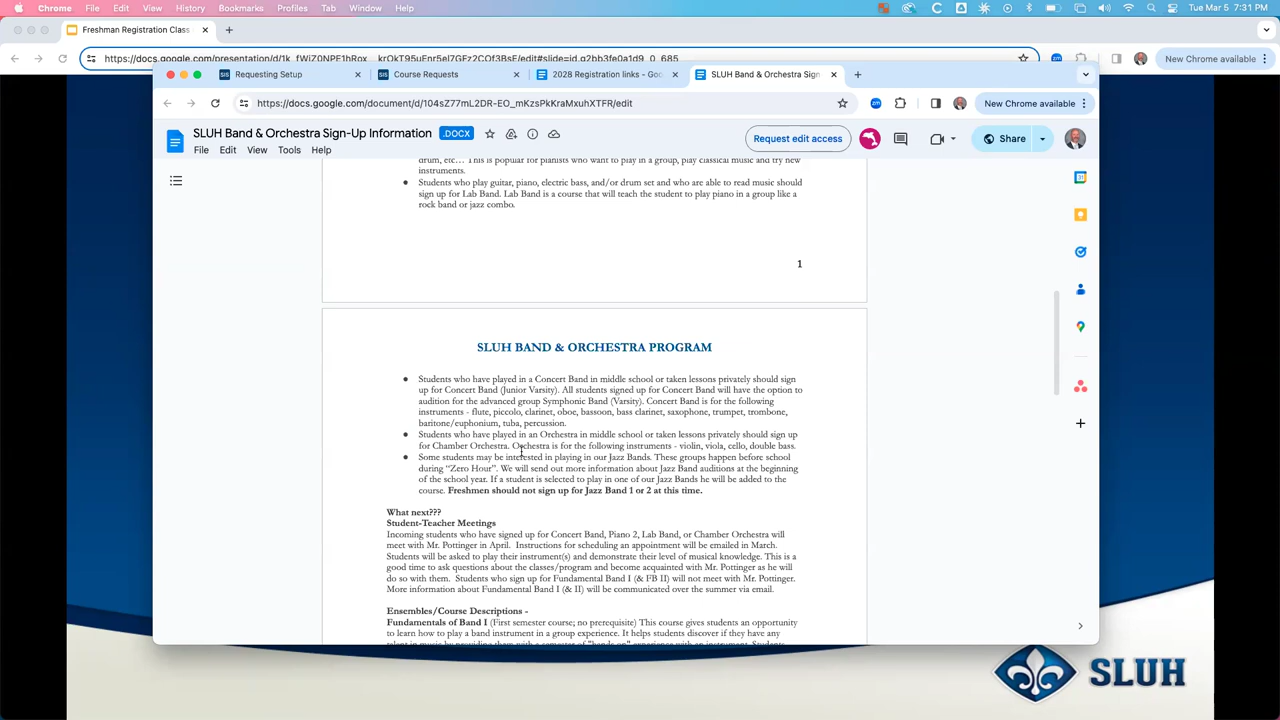 Chrome File Edit View History Bookmarks Profiles Tab Window Help Tue Mar 5 7:31 PM
Freshman Registration Class
New Chrome available
Requesting Setup
Course Requests
2028 Registration links - Goo
SLUH Band & Orchestra Sign
https://docs.google.com/document/d/104sZ77mL2DR-EO_mKzsPkKraMxuhXTFR/edit
New Chrome available
SLUH Band & Orchestra Sign-Up Information .DOCX
Request edit access
Share
File Edit View Tools Help
drum, etc… This is popular for pianists who want to play in a group, play classical music and try new
instruments.
● Students who play guitar, piano, electric bass, and/or drum set and who are able to read music should
sign up for Lab Band. Lab Band is a course that will teach the student to play piano in a group like a
rock band or jazz combo.
1
SLUH BAND & ORCHESTRA PROGRAM
● Students who have played in a Concert Band in middle school or taken lessons privately should sign
up for Concert Band (Junior Varsity). All students signed up for Concert Band will have the option to
audition for the advanced group Symphonic Band (Varsity). Concert Band is for the following
instruments - flute, piccolo, clarinet, oboe, bassoon, bass clarinet, saxophone, trumpet, trombone,
baritone/euphonium, tuba, percussion.
● Students who have played in an Orchestra in middle school or taken lessons privately should sign up
for Chamber Orchestra. Orchestra is for the following instruments - violin, viola, cello, double bass.
● Some students may be interested in playing in our Jazz Bands. These groups happen before school
during “Zero Hour”. We will send out more information about Jazz Band auditions at the beginning
of the school year. If a student is selected to play in one of our Jazz Bands he will be added to the
course. Freshmen should not sign up for Jazz Band 1 or 2 at this time.
What next???
Student-Teacher Meetings
Incoming students who have signed up for Concert Band, Piano 2, Lab Band, or Chamber Orchestra will
meet with Mr. Pottinger in April. Instructions for scheduling an appointment will be emailed in March.
Students will be asked to play their instrument(s) and demonstrate their level of musical knowledge. This is a
good time to ask questions about the classes/program and become acquainted with Mr. Pottinger as he will
do so with them. Students who sign up for Fundamental Band I (& FB II) will not meet with Mr. Pottinger.
More information about Fundamental Band I (& II) will be communicated over the summer via email.
Ensembles/Course Descriptions -
Fundamentals of Band I (First semester course; no prerequisite) This course gives students an opportunity
to learn how to play a band instrument in a group experience. It helps students discover if they have any
SLUH